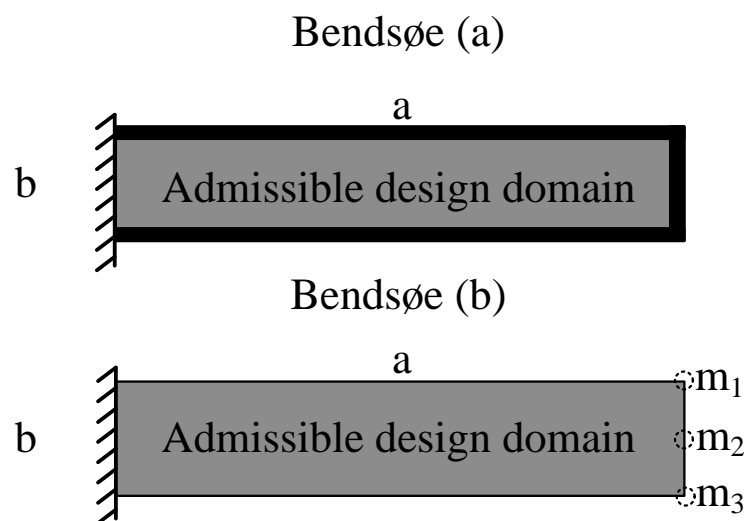 Bendsøe (a)
a
b
Admissible design domain
Bendsøe (b)
a
m1
b
Admissible design domain
m2
m3